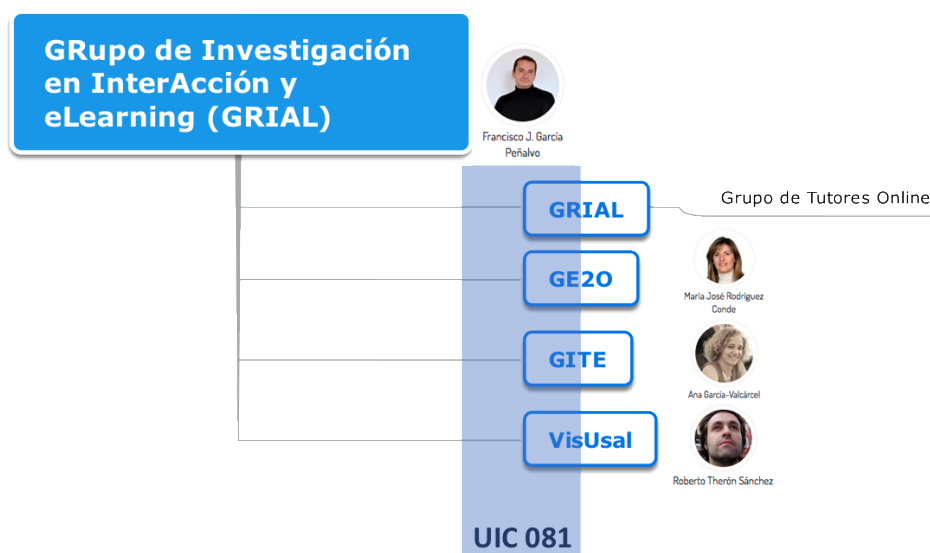 GRupo de Investigación
en InterAcción y
eLearning (GRIAL)
Francisco J. García
Peñalvo
GRIAL
Grupo de Tutores Online
GE2O
María José Rodríguez
Conde
GITE
Ana García-Valcárcel
VisUsal
Roberto Therón Sánchez
UIC 081